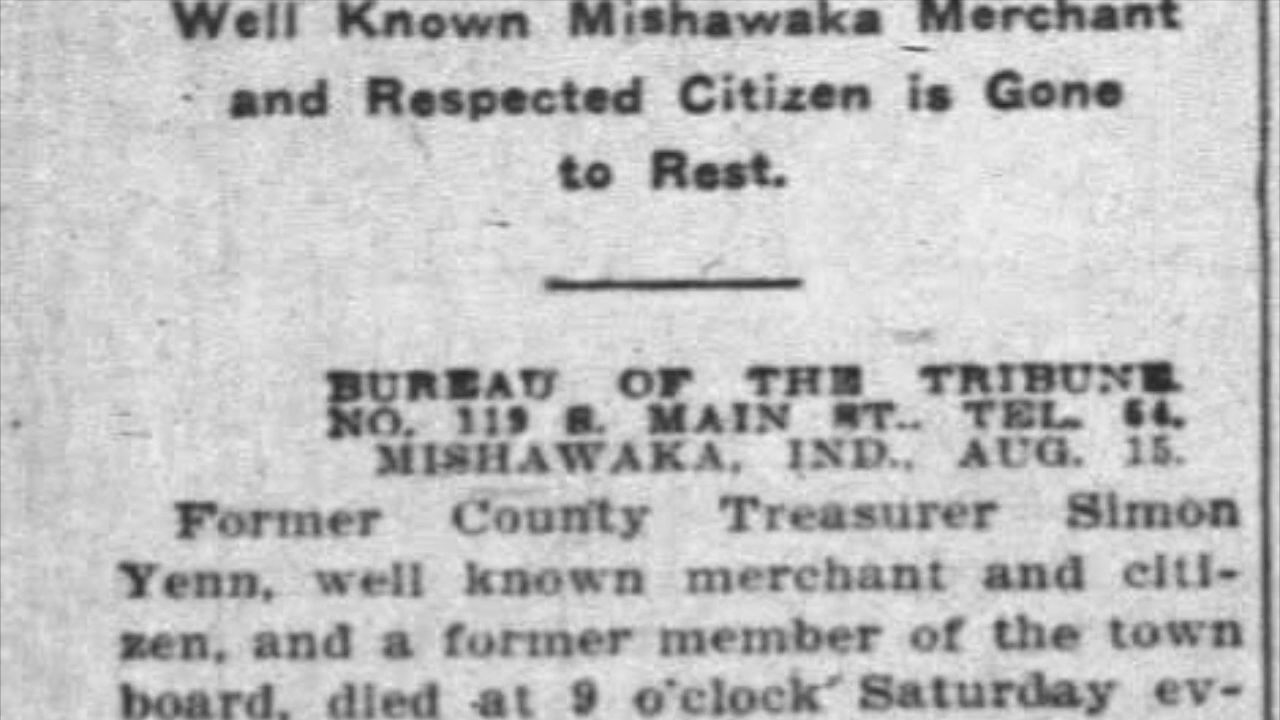 Well Known Mishawaka Merchant
and Respected Citizen is Gone
to Rest.
BUREAU OF THE TRIBUNE.
NO. 119 S. MAIN ST., TEL. 64.
MISHAWAKA, IND., AUG. 15.
Former County Treasurer Simon
Yenn, well known merchant and citi-
zen, and a former member of the town
board, died at 9 o'clock Saturday ev-